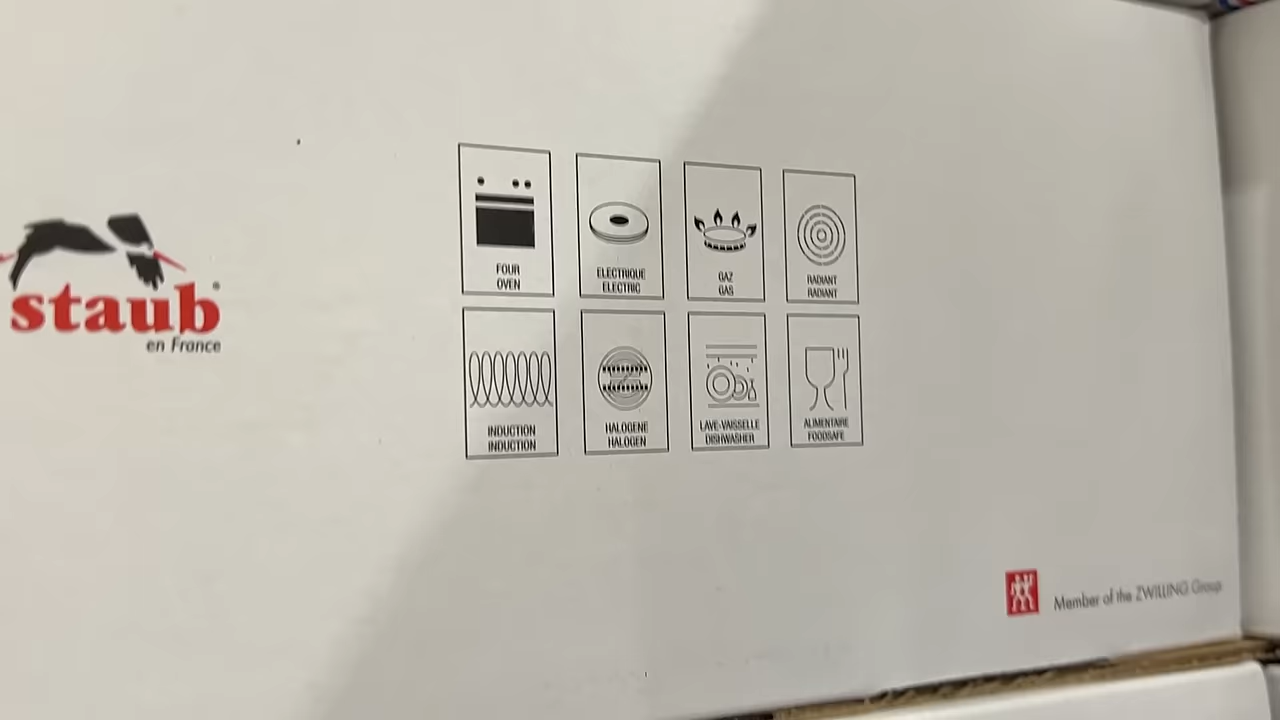 staub
en France
FOUR
OVEN
ELECTRIQUE
ELECTRIC
GAZ
GAS
RADIANT
RADIANT
INDUCTION
INDUCTION
HALOGENE
HALOGEN
LAVE-VAISSELLE
DISHWASHER
ALIMENTAIRE
FOODSAFE
Member of the ZWILLING Group